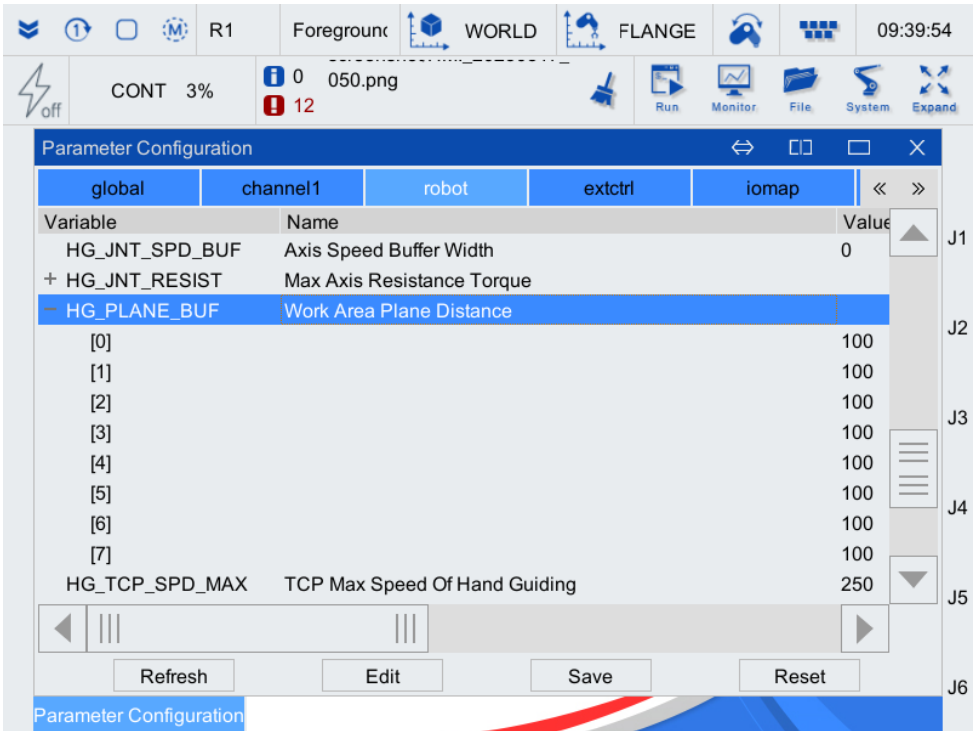 R1 Foregroun WORLD FLANGE 09:39:54
off CONT 3% 0 12 050.png Run Monitor File System Expand
Parameter Configuration
global channel1 robot extctrl iomap
Variable Name Value
HG_JNT_SPD_BUF Axis Speed Buffer Width 0
+ HG_JNT_RESIST Max Axis Resistance Torque
− HG_PLANE_BUF Work Area Plane Distance
[0] 100
[1] 100
[2] 100
[3] 100
[4] 100
[5] 100
[6] 100
[7] 100
HG_TCP_SPD_MAX TCP Max Speed Of Hand Guiding 250
J1
J2
J3
J4
J5
J6
Refresh Edit Save Reset
Parameter Configuration